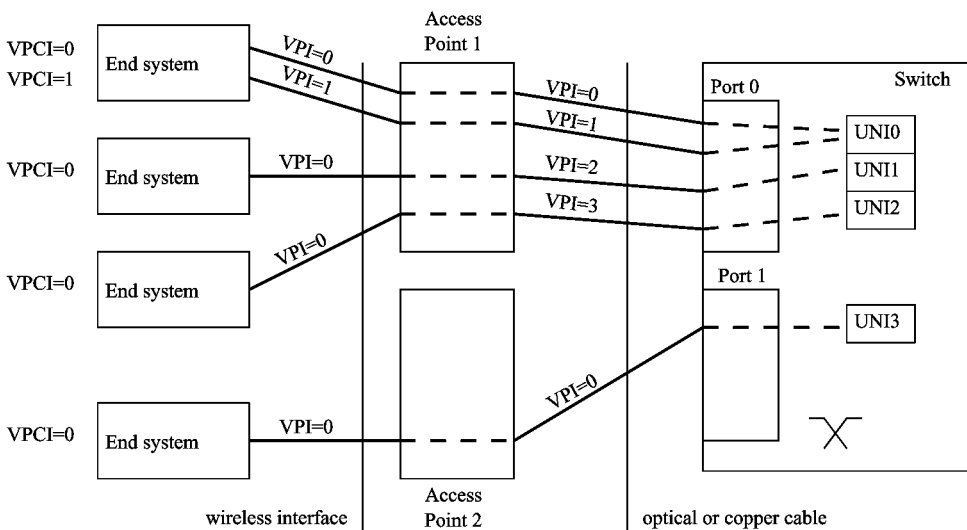 Access
Point 1
VPCI=0
VPCI=1
End system
VPI=0
VPI=1
VPI=0
VPI=1
Port 0
Switch
UNI0
VPCI=0
End system
VPI=0
VPI=2
UNI1
VPI=3
UNI2
VPCI=0
End system
VPI=0
Port 1
UNI3
VPCI=0
End system
VPI=0
VPI=0
wireless interface
Access
Point 2
optical or copper cable